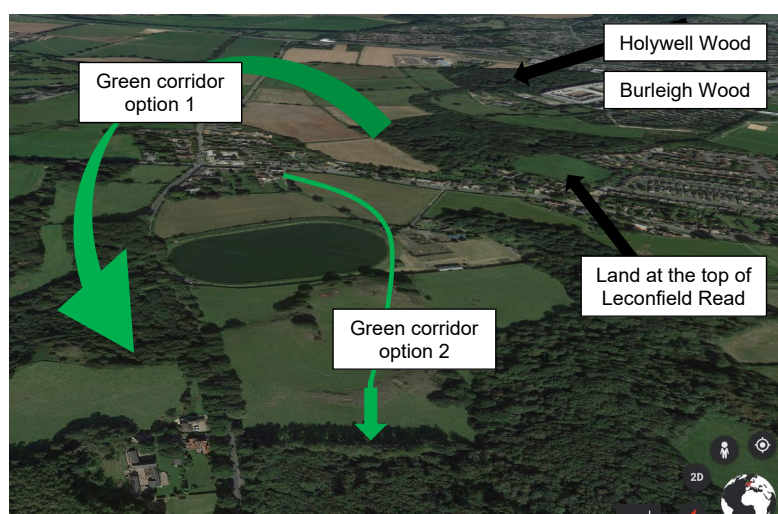 Holywell Wood
Green corridor
option 1
Burleigh Wood
Land at the top of
Leconfield Read
Green corridor
option 2
2D